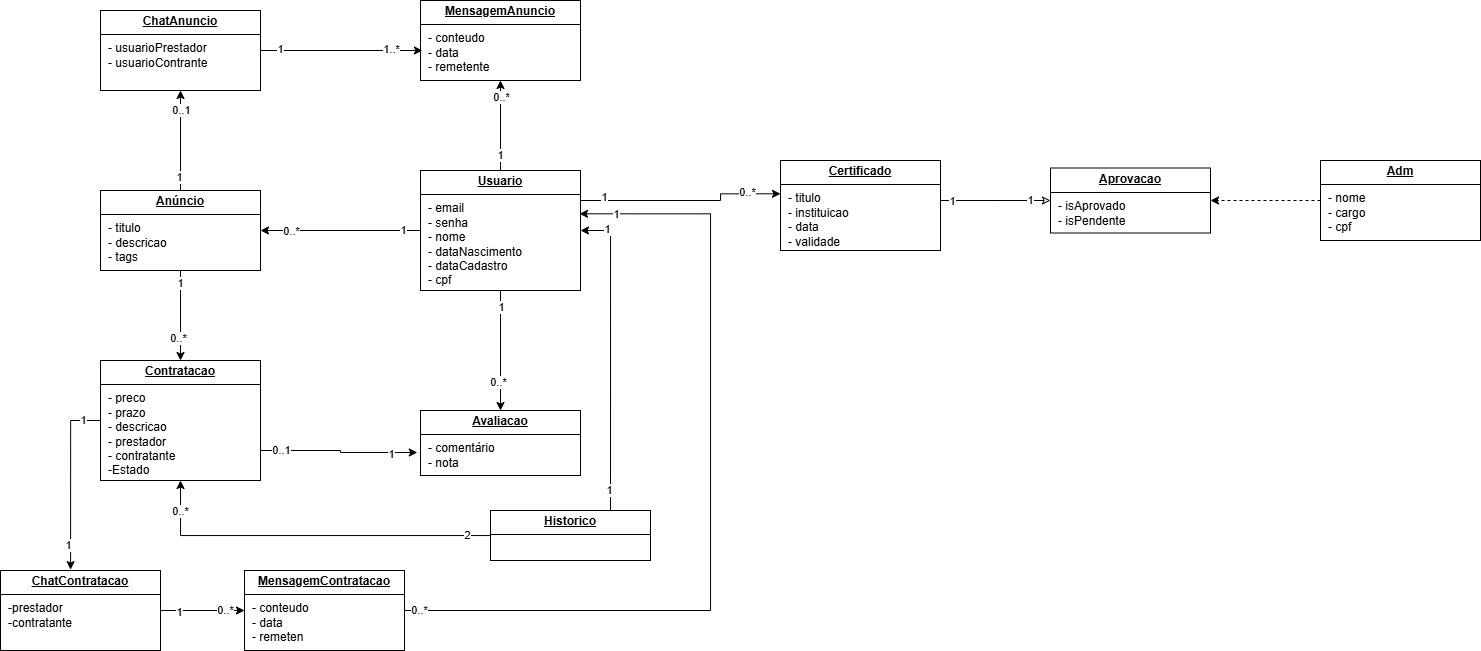 ChatAnuncio
- usuarioPrestador
- usuarioContrante
1
1..*
MensagemAnuncio
- conteudo
- data
- remetente
0..1
1
0..*
1
Anúncio
- titulo
- descricao
- tags
0..*
1
Usuario
- email
- senha
- nome
- dataNascimento
- dataCadastro
- cpf
1
0..*
1
1
Certificado
- titulo
- instituicao
- data
- validade
1
1
Aprovacao
- isAprovado
- isPendente
Adm
- nome
- cargo
- cpf
1
0..*
1
0..*
Contratacao
- preco
- prazo
- descricao
- prestador
- contratante
-Estado
1
0..1
1
Avaliacao
- comentário
- nota
1
0..*
2
Historico
1
ChatContratacao
-prestador
-contratante
1
0..*
MensagemContratacao
- conteudo
- data
- remeten
0..*